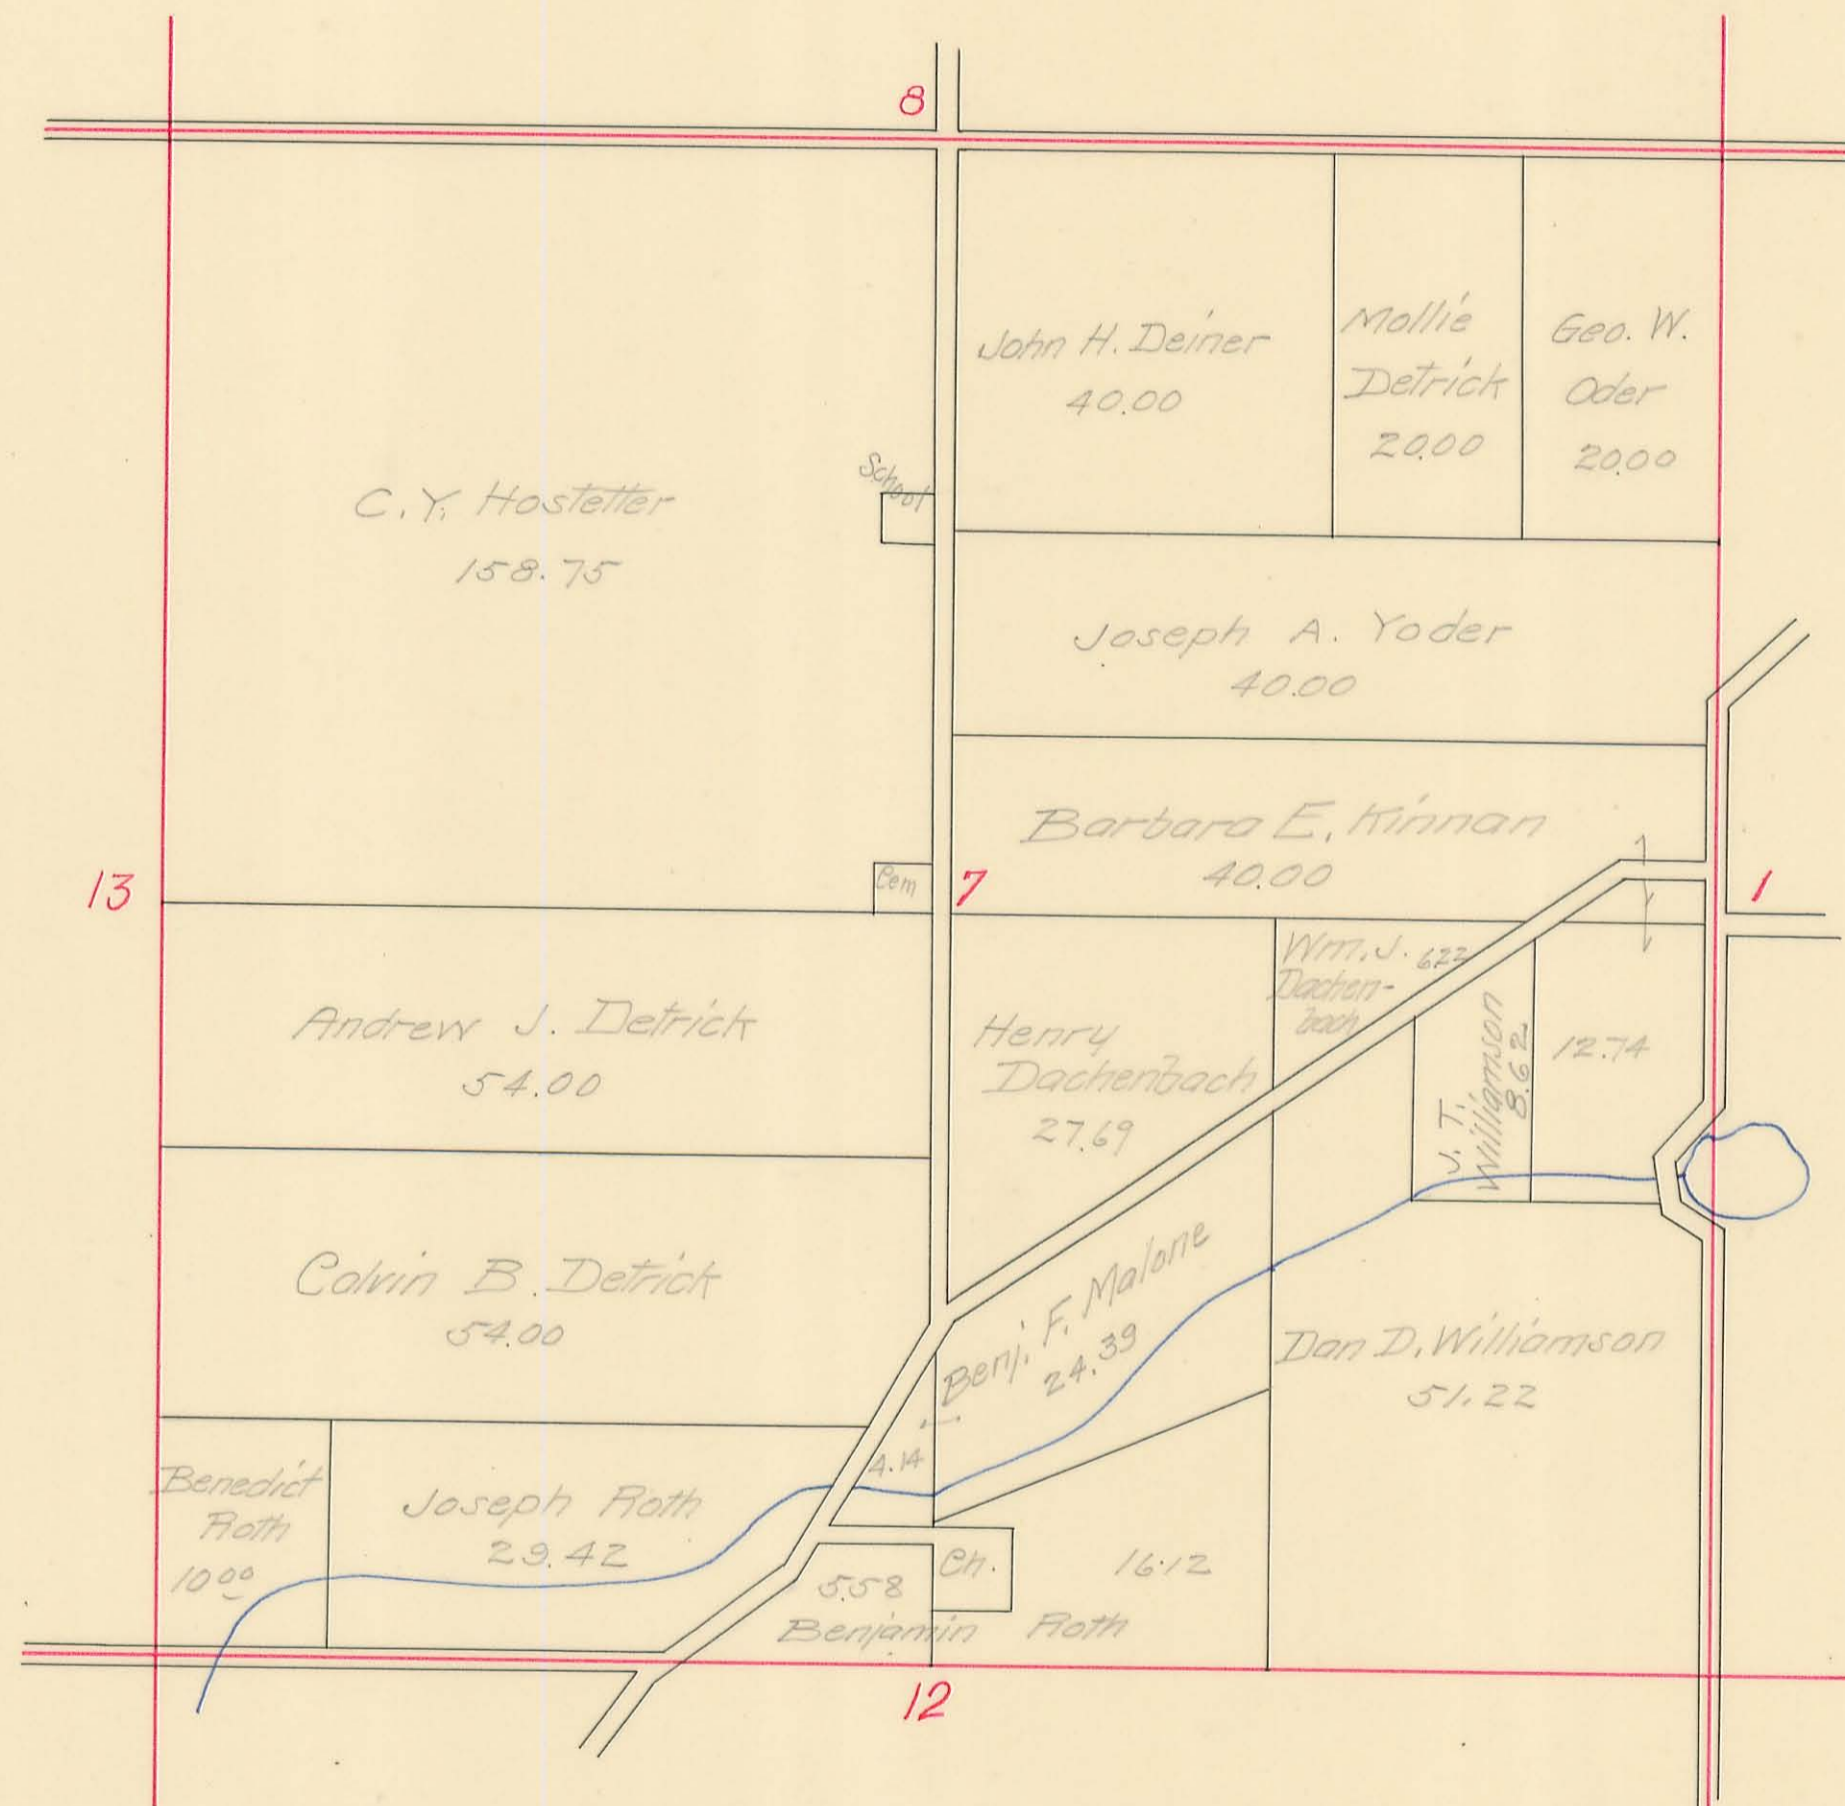 8
John H. Deiner
40.00
Mollie
Detrick
20.00
Geo. W.
Oder
20.00
School
C. Y. Hostetter
158.75
Joseph A. Yoder
40.00
Barbara E. Kinnan
40.00
13
Cem
7
1
Andrew J. Detrick
54.00
Henry
Dachenbach
27.69
Wm. J. 6.22
Dachen-
bach
J. T.
Williamson
8.62
12.74
Calvin B. Detrick
54.00
Benj. F. Malone
24.39
4.14
Dan D. Williamson
51.22
Benedict
Roth
10.00
Joseph Roth
29.42
5.58
Ch.
16.12
Benjamin Roth
12